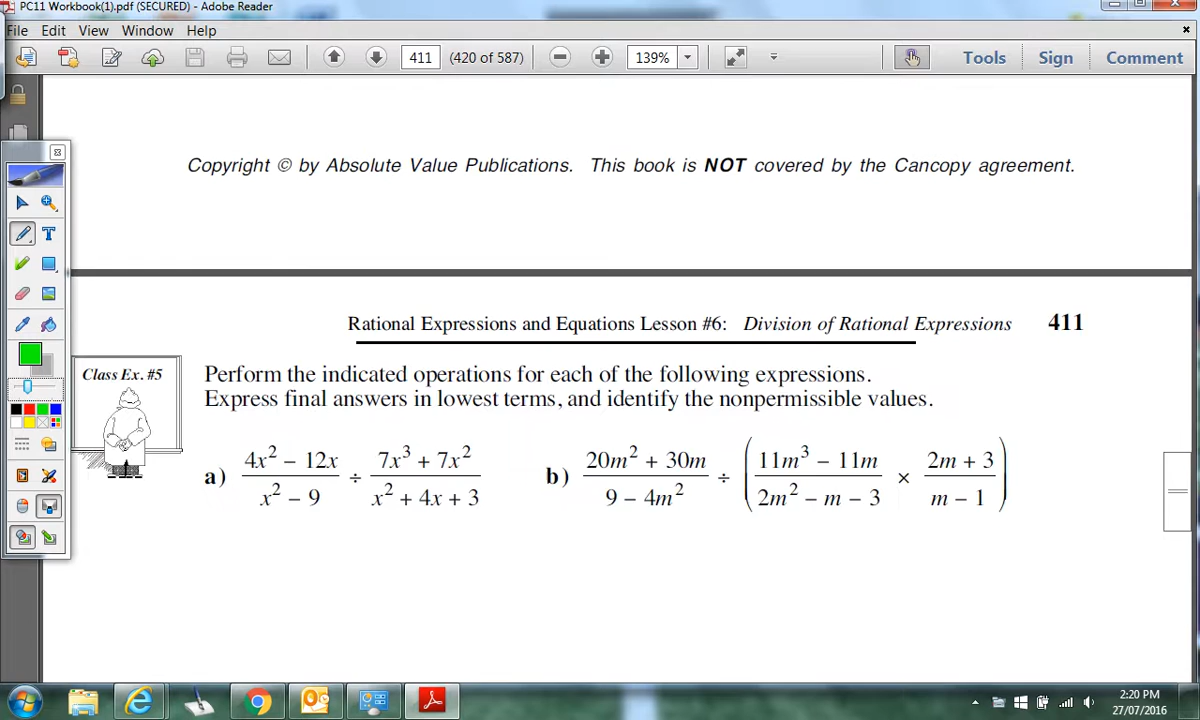 PC11 Workbook(1).pdf (SECURED) - Adobe Reader
File Edit View Window Help
411 (420 of 587) 139% Tools Sign Comment
Copyright © by Absolute Value Publications. This book is NOT covered by the Cancopy agreement.
Rational Expressions and Equations Lesson #6: Division of Rational Expressions 411
Class Ex. #5
Perform the indicated operations for each of the following expressions.
Express final answers in lowest terms, and identify the nonpermissible values.
a) (4x² − 12x)/(x² − 9) ÷ (7x³ + 7x²)/(x² + 4x + 3) b) (20m² + 30m)/(9 − 4m²) ÷ ((11m³ − 11m)/(2m² − m − 3) × (2m + 3)/(m − 1))
2:20 PM
27/07/2016